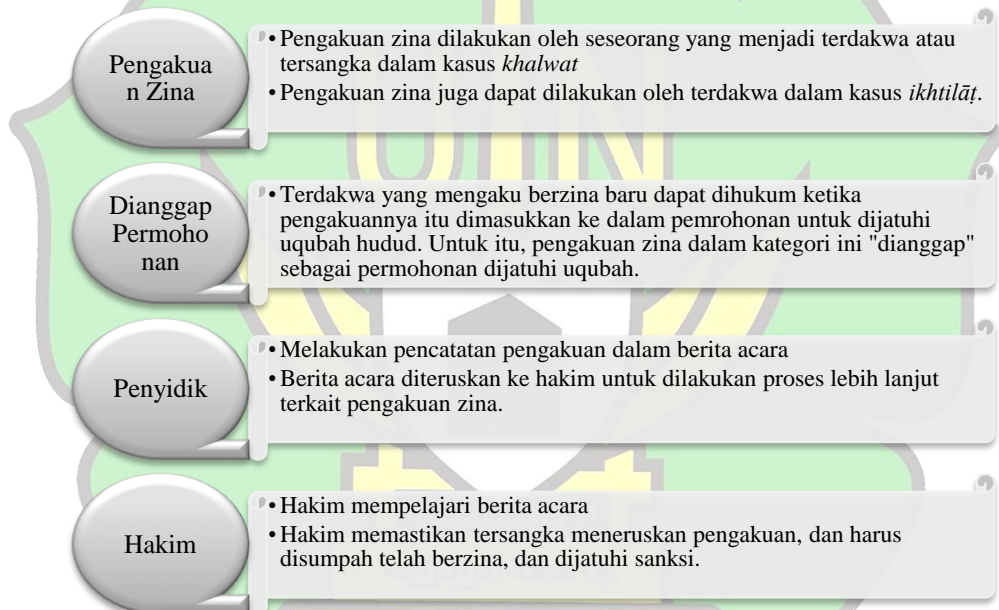 Pengakua
n Zina
• Pengakuan zina dilakukan oleh seseorang yang menjadi terdakwa atau
tersangka dalam kasus khalwat
• Pengakuan zina juga dapat dilakukan oleh terdakwa dalam kasus ikhtilāṭ.
Dianggap
Permoho
nan
• Terdakwa yang mengaku berzina baru dapat dihukum ketika
pengakuannya itu dimasukkan ke dalam pemrohonan untuk dijatuhi
uqubah hudud. Untuk itu, pengakuan zina dalam kategori ini "dianggap"
sebagai permohonan dijatuhi uqubah.
Penyidik
• Melakukan pencatatan pengakuan dalam berita acara
• Berita acara diteruskan ke hakim untuk dilakukan proses lebih lanjut
terkait pengakuan zina.
Hakim
• Hakim mempelajari berita acara
• Hakim memastikan tersangka meneruskan pengakuan, dan harus
disumpah telah berzina, dan dijatuhi sanksi.
UIN